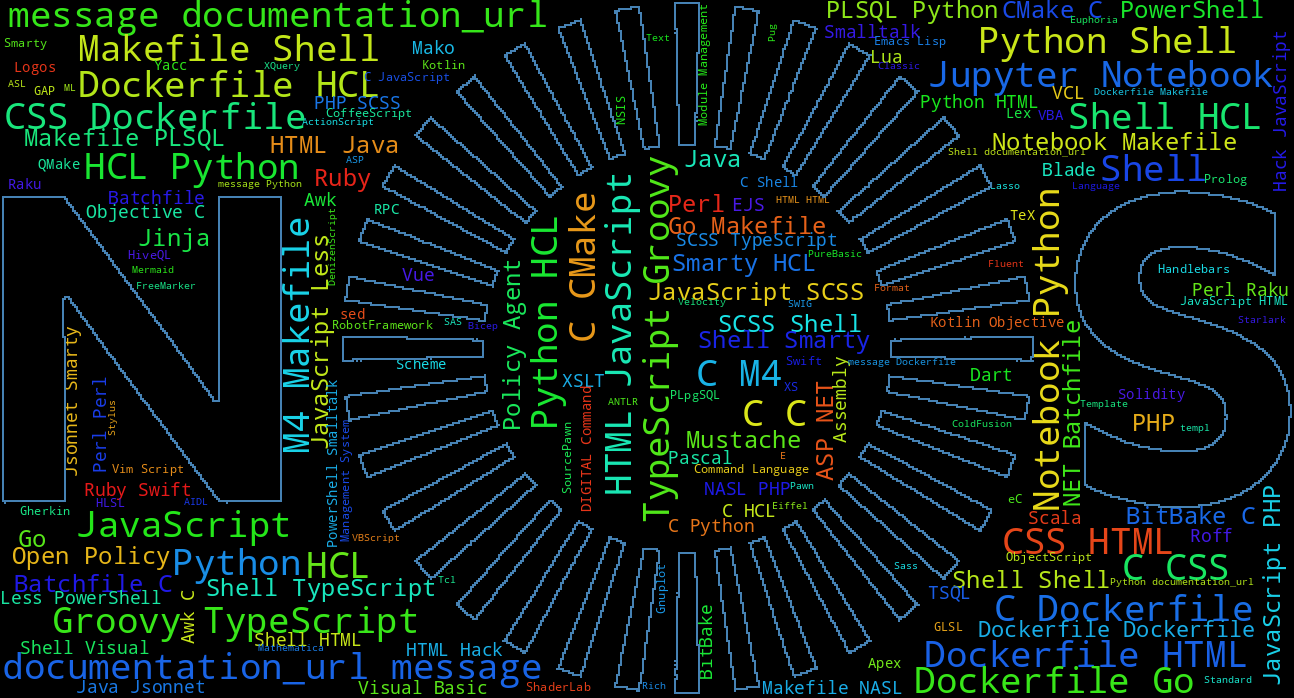 message documentation_url
PLSQL Python
CMake C
PowerShell
Euphoria
Smarty
Makefile Shell
Mako
Text
Module Management
Pug
Smalltalk
Emacs Lisp
Python Shell
Hack JavaScript
Logos
Yacc
XQuery
Kotlin
Lua
Classic
ASL
GAP
ML
Dockerfile HCL
C JavaScript
Jupyter Notebook
CSS Dockerfile
PHP SCSS
CoffeeScript
ActionScript
NSIS
Python HTML
VCL
Dockerfile Makefile
Lex
VBA
Shell HCL
Makefile PLSQL
HTML Java
Notebook Makefile
Shell documentation_url
QMake
HCL Python
ASP
Java
Blade
Shell
Prolog
Raku
message Python
Ruby
C Shell
Lasso
Language
Batchfile
Awk
Perl
EJS
HTML HTML
Objective C
RPC
DenizenScript
Go Makefile
TeX
Jinja
SCSS TypeScript
HiveQL
PureBasic
Mermaid
Vue
Smarty HCL
Fluent
Handlebars
FreeMarker
JavaScript SCSS
Format
Perl Raku
Velocity
SWIG
JavaScript HTML
sed
RobotFramework
SAS
Bicep
SCSS Shell
Kotlin Objective
Starlark
M4 Makefile
JavaScript Less
Policy Agent
Python HCL
C CMake
HTML JavaScript
TypeScript Groovy
Notebook Python
NET Batchfile
Shell Smarty
Scheme
Swift
message Dockerfile
Jsonnet Smarty
Perl Perl
Stylus
XSLT
C M4
XS
Dart
PLpgSQL
Solidity
ANTLR
C C
Template
PHP
templ
ColdFusion
Mustache
Assembly
ASP NET
PowerShell Smalltalk
Management System
SourcePawn
DIGITAL Command
Pascal
E
Command Language
Vim Script
Ruby Swift
NASL PHP
Pawn
HLSL
AIDL
eC
Gherkin
C HCL
Eiffel
JavaScript
C Python
Scala
BitBake C
JavaScript PHP
Go
VBScript
CSS HTML
Roff
Open Policy
Python
HCL
ObjectScript
C CSS
Batchfile C
Shell TypeScript
Tcl
Sass
Shell Shell
Python documentation_url
Less PowerShell
Awk C
Gnuplot
TSQL
Groovy TypeScript
C Dockerfile
BitBake
GLSL
Dockerfile Dockerfile
Shell Visual
Shell HTML
mathematica
HTML Hack
Dockerfile HTML
documentation_url message
Apex
Java Jsonnet
Visual Basic
ShaderLab
Rich
Makefile NASL
Dockerfile Go
Standard